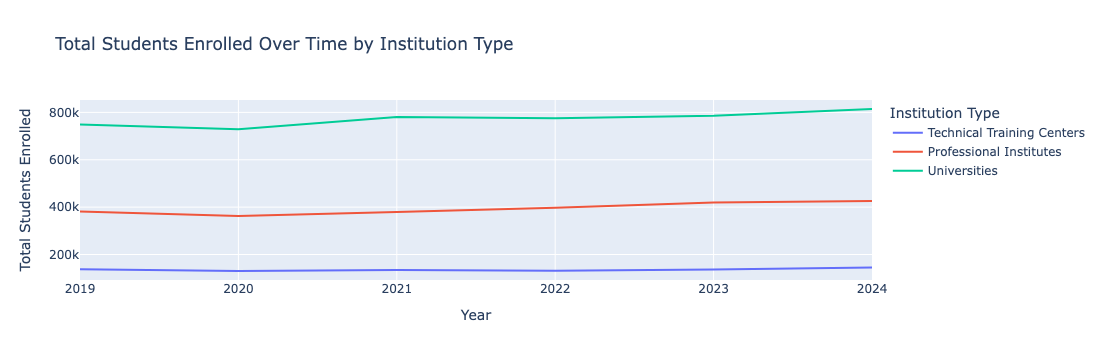 Total Students Enrolled Over Time by Institution Type
Total Students Enrolled
800k
600k
400k
200k
2019 2020 2021 2022 2023 2024
Year
Institution Type
Technical Training Centers
Professional Institutes
Universities